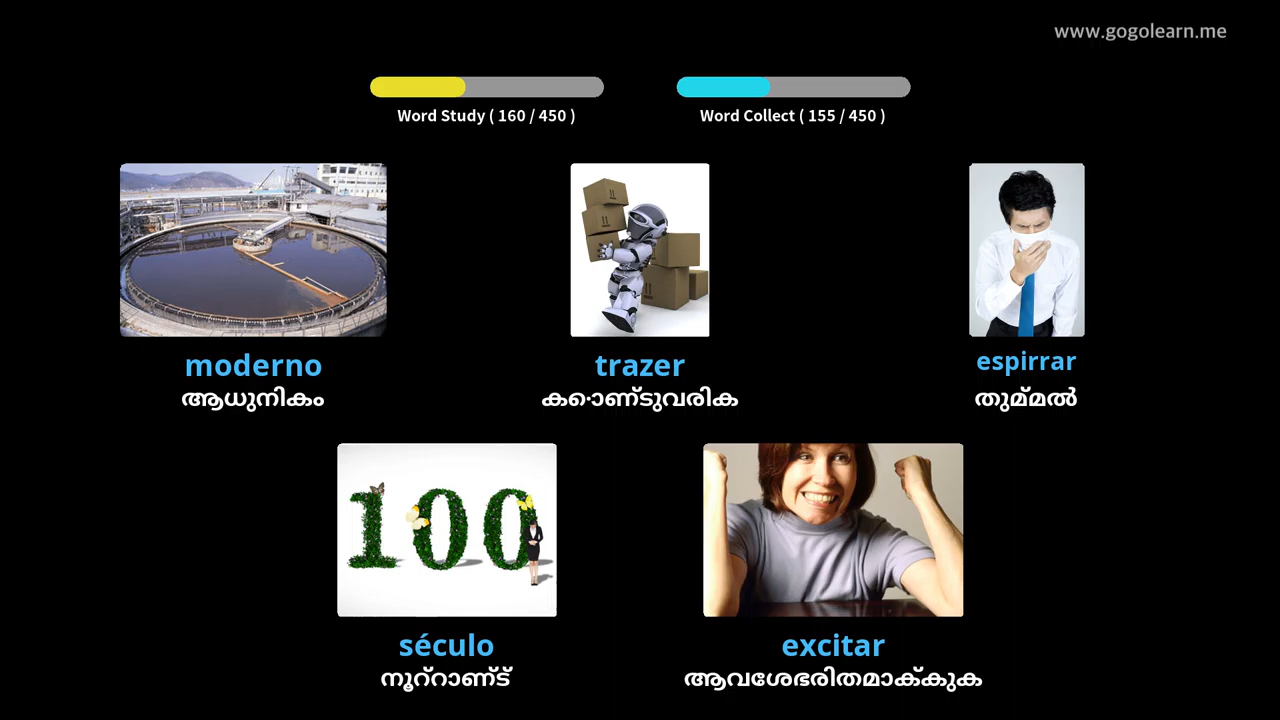 www.gogolearn.me
Word Study ( 160 / 450 )
Word Collect ( 155 / 450 )
moderno
ആധുനികം
trazer
കൊണ്ടുവരിക
espirrar
തുമ്മൽ
século
നൂറ്റാണ്ട്
excitar
ആവേശഭരിതമാക്കുക